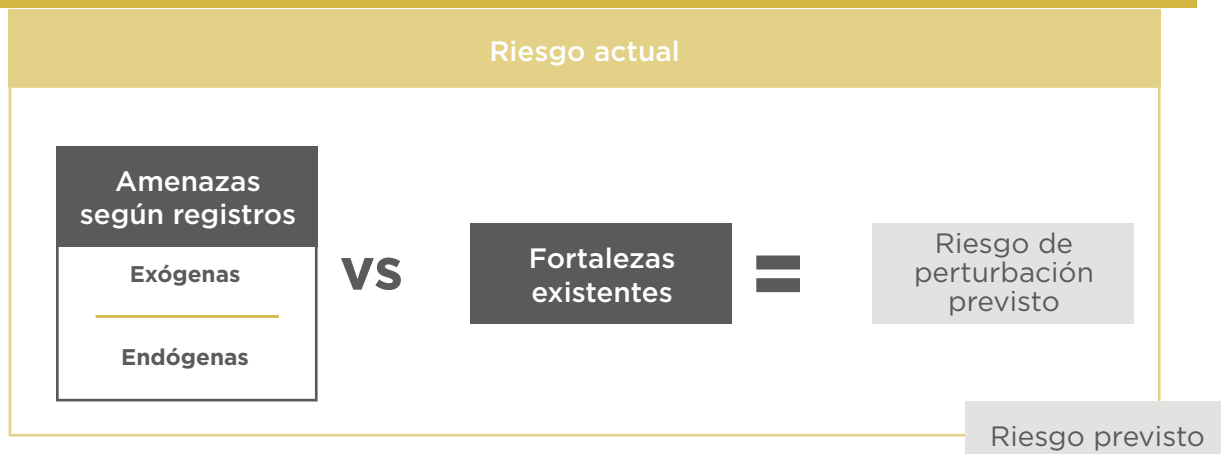 Riesgo actual
Amenazas
según registros
Exógenas
Endógenas
vs
Fortalezas
existentes
=
Riesgo de
perturbación
previsto
Riesgo previsto